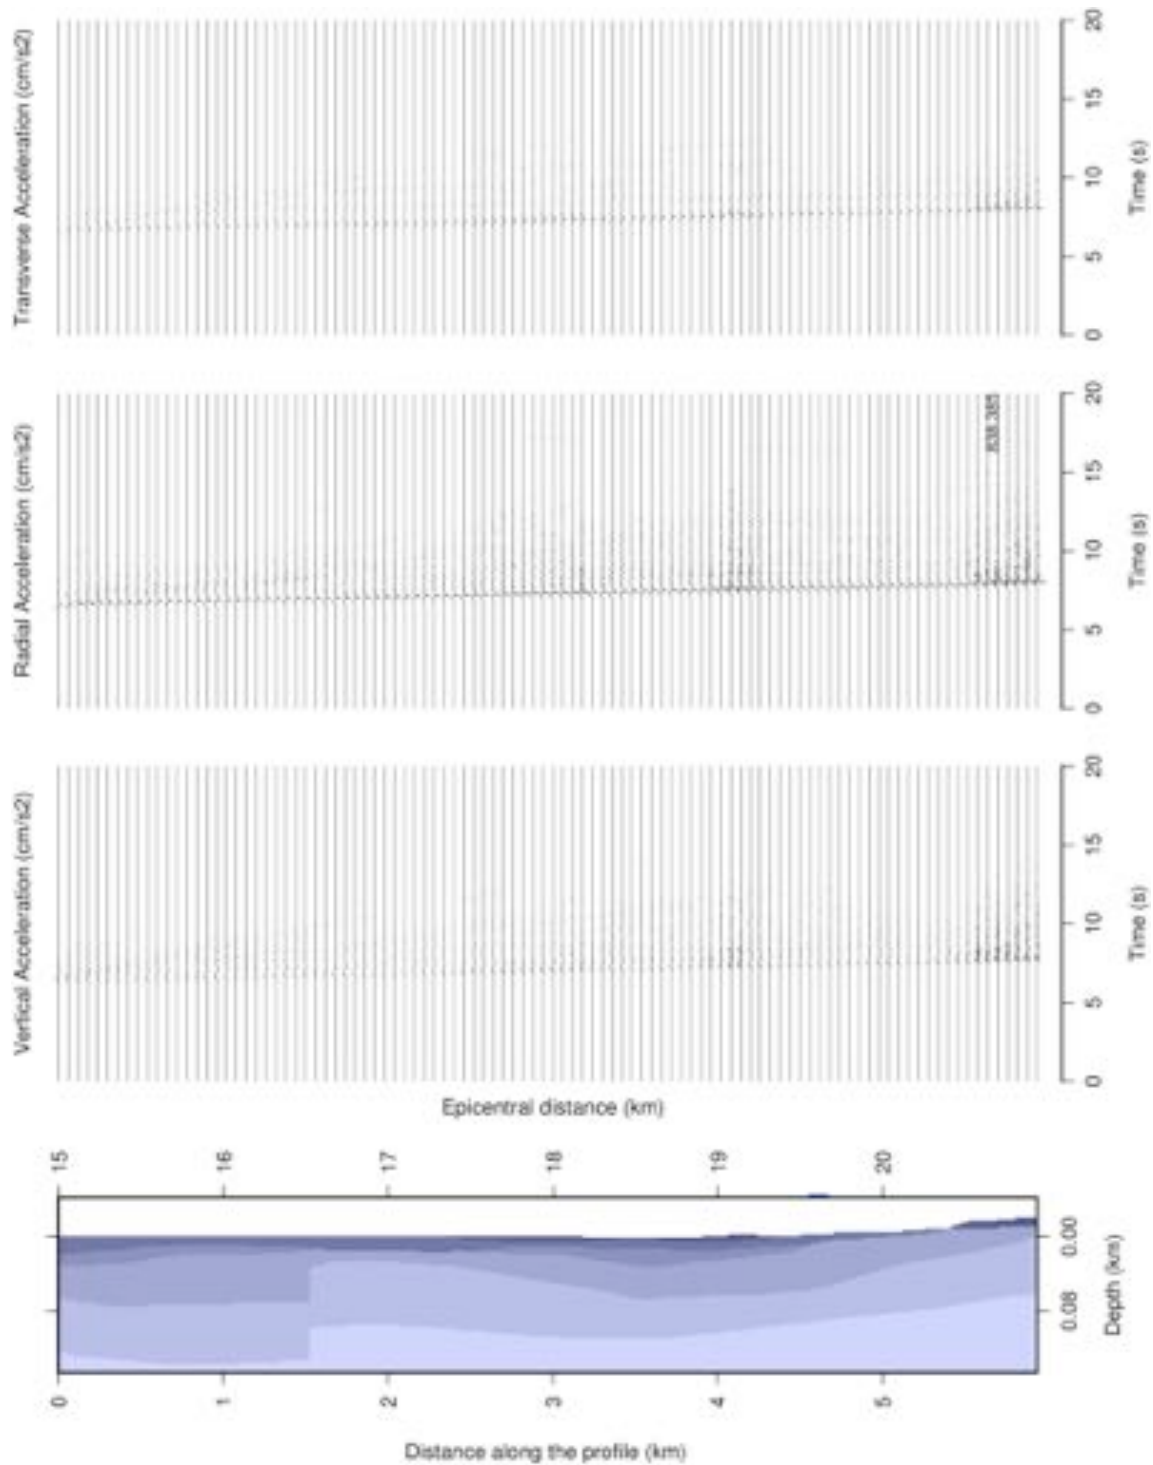 Transverse Acceleration (cm/s2)
0 5 10 15 20
Time (s)
Radial Acceleration (cm/s2)
838.385
0 5 10 15 20
Time (s)
Vertical Acceleration (cm/s2)
0 5 10 15 20
Time (s)
Epicentral distance (km)
15 16 17 18 19 20
0.00 0.08
Depth (km)
0 1 2 3 4 5
Distance along the profile (km)